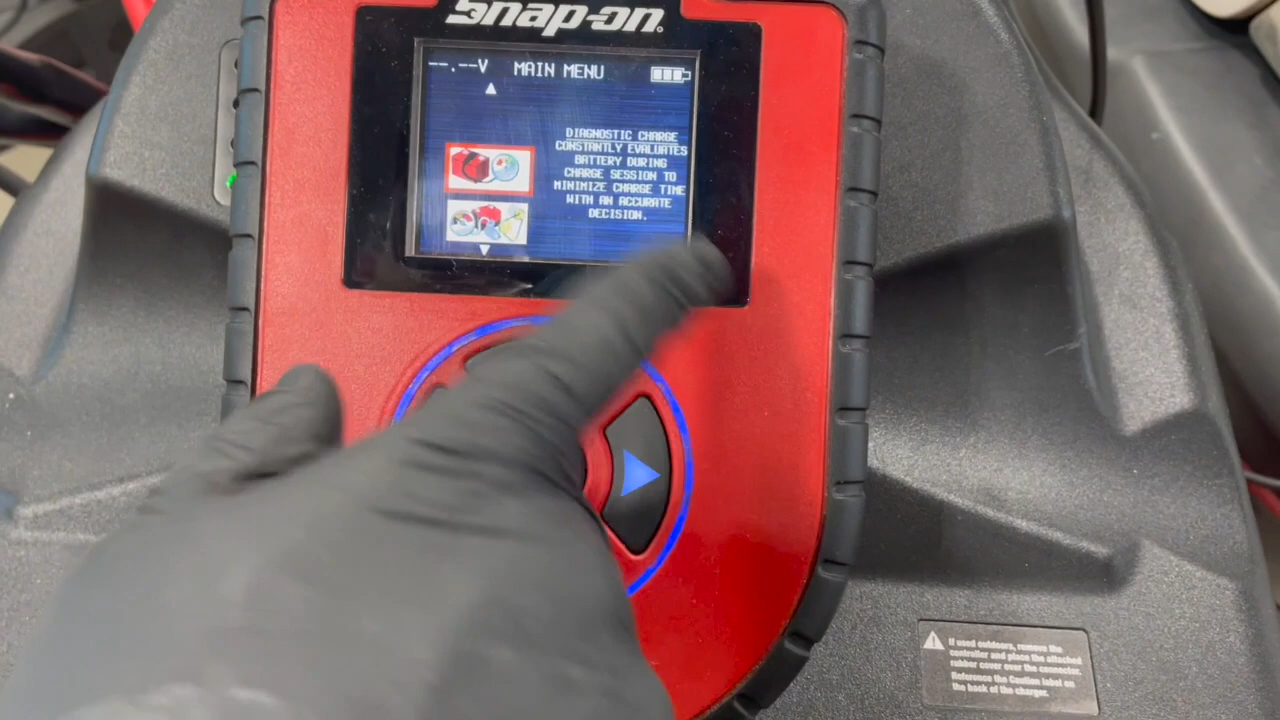 Snap-on
--.--V MAIN MENU
DIAGNOSTIC CHARGE
CONSTANTLY EVALUATES
BATTERY DURING
CHARGE SESSION TO
MINIMIZE CHARGE TIME
WITH AN ACCURATE
DECISION.
If used outdoors, remove the
controller and place the attached
rubber cover over the connector.
Reference the Caution label on
the back of the charger.